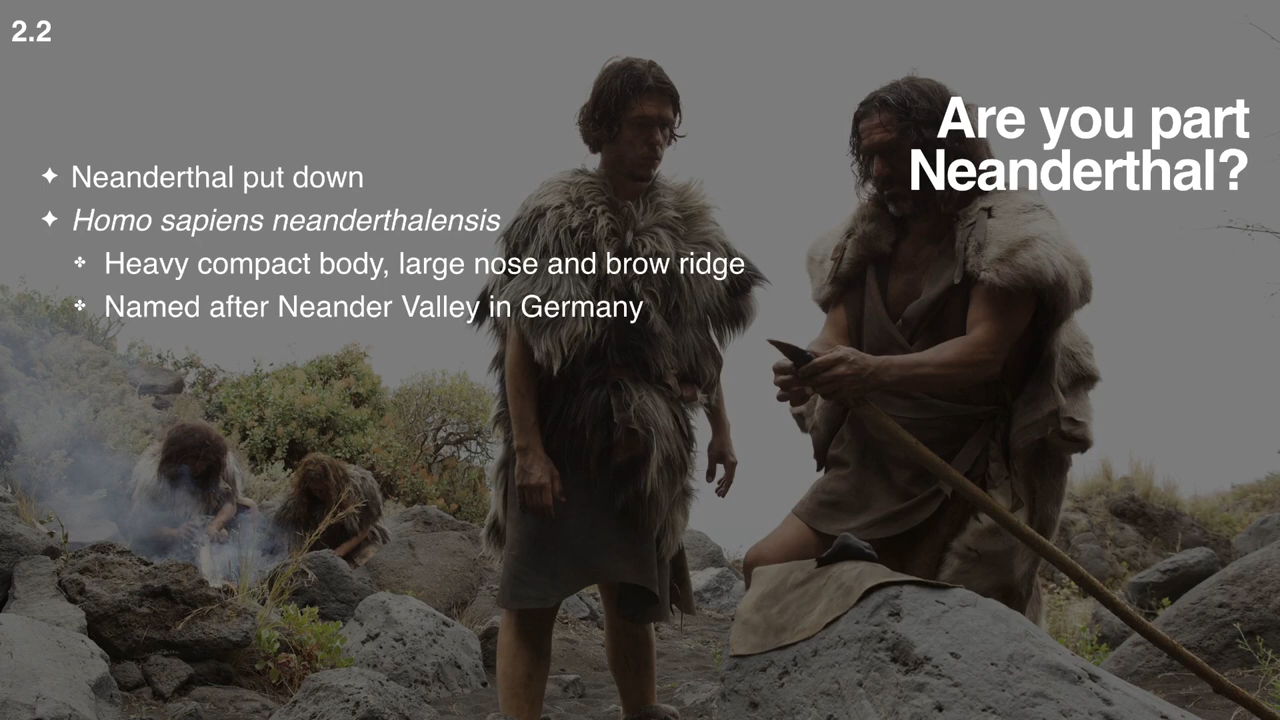 2.2
Are you part
Neanderthal?
✦ Neanderthal put down
✦ Homo sapiens neanderthalensis
✤ Heavy compact body, large nose and brow ridge
✤ Named after Neander Valley in Germany